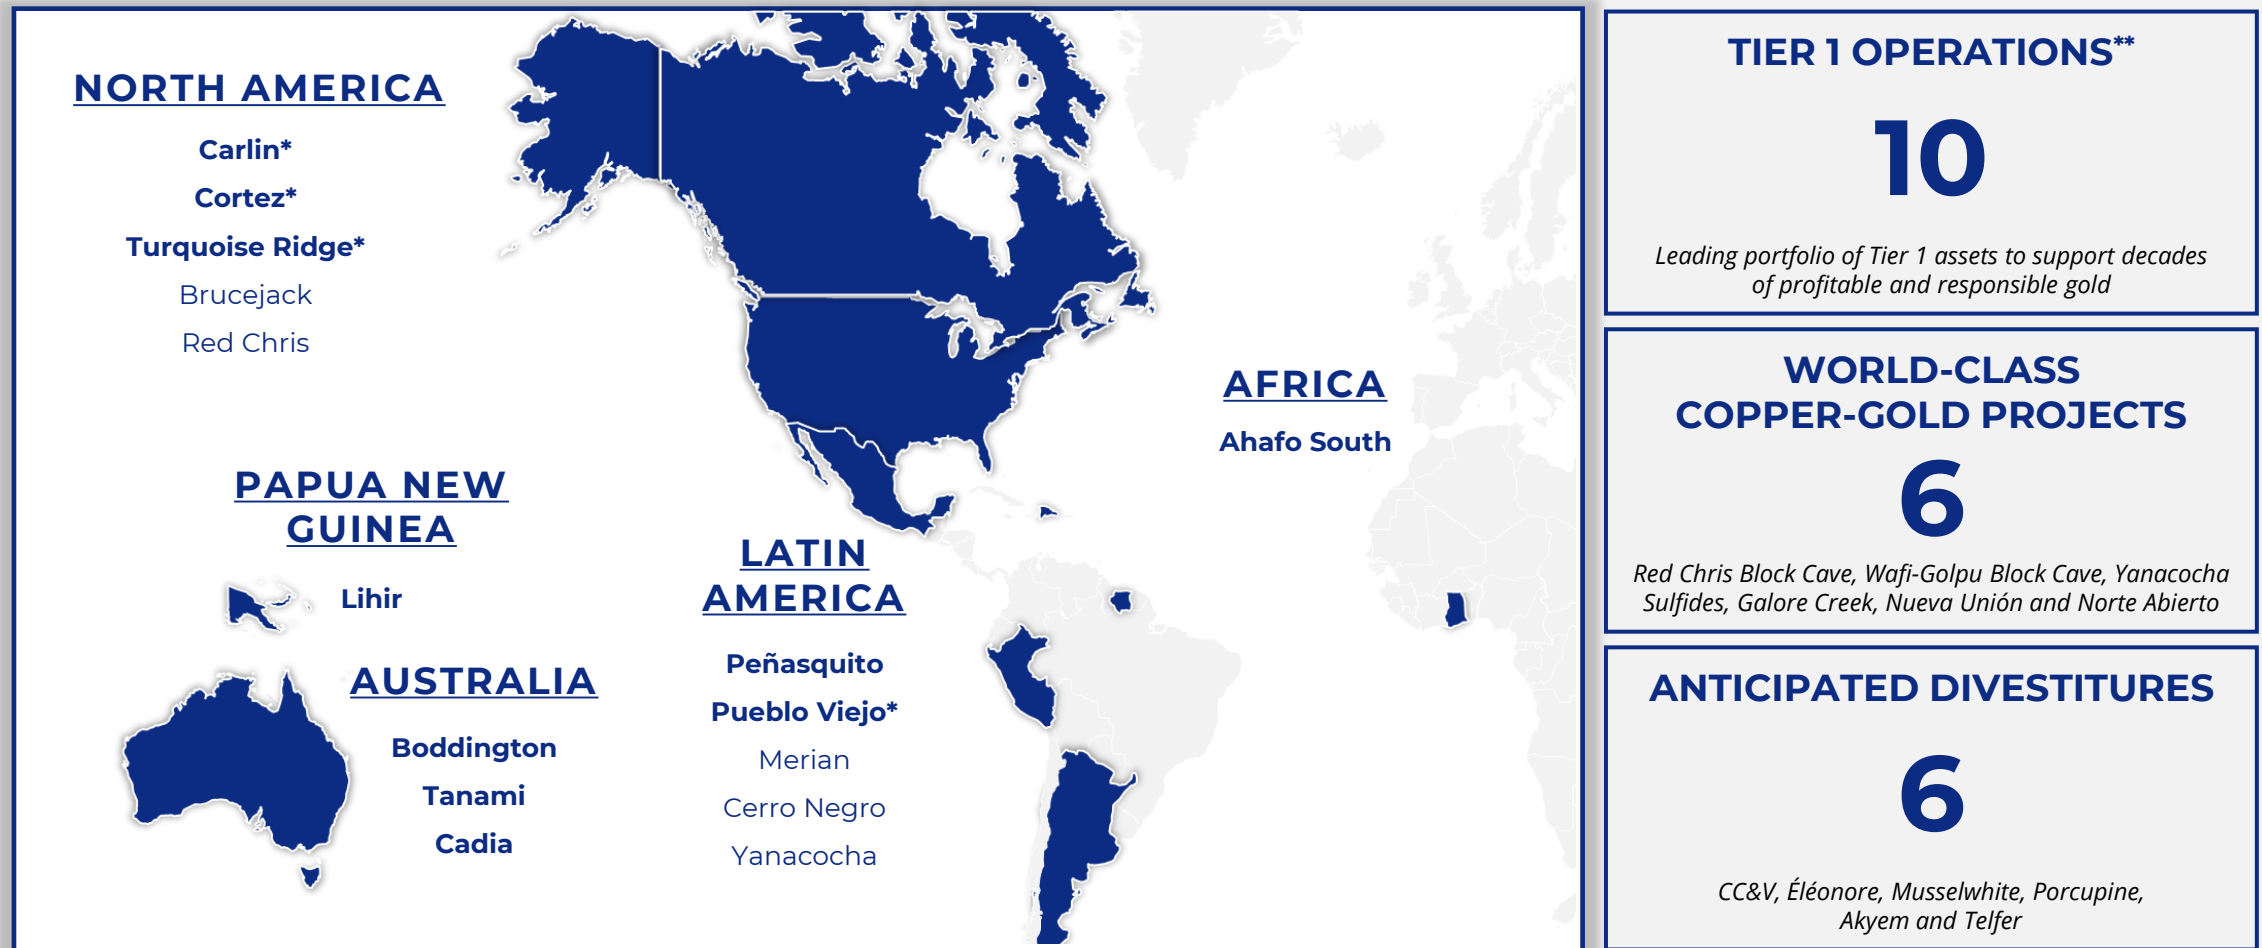 NORTH AMERICA
Carlin*
Cortez*
Turquoise Ridge*
Brucejack
Red Chris
PAPUA NEW
GUINEA
Lihir
AUSTRALIA
Boddington
Tanami
Cadia
LATIN
AMERICA
Peñasquito
Pueblo Viejo*
Merian
Cerro Negro
Yanacocha
AFRICA
Ahafo South
TIER 1 OPERATIONS**
10
Leading portfolio of Tier 1 assets to support decades
of profitable and responsible gold
WORLD-CLASS
COPPER-GOLD PROJECTS
6
Red Chris Block Cave, Wafi-Golpu Block Cave, Yanacocha
Sulfides, Galore Creek, Nueva Unión and Norte Abierto
ANTICIPATED DIVESTITURES
6
CC&V, Éléonore, Musselwhite, Porcupine,
Akyem and Telfer